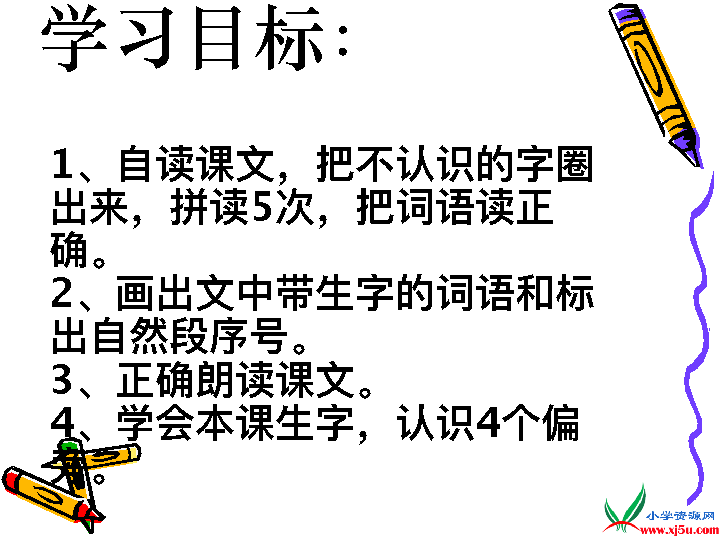 学习目标：
1、自读课文，把不认识的字圈
出来，拼读5次，把词语读正
确。
2、画出文中带生字的词语和标
出自然段序号。
3、正确朗读课文。
4、学会本课生字，认识4个偏
旁。
小学资源网
www.xj5u.com